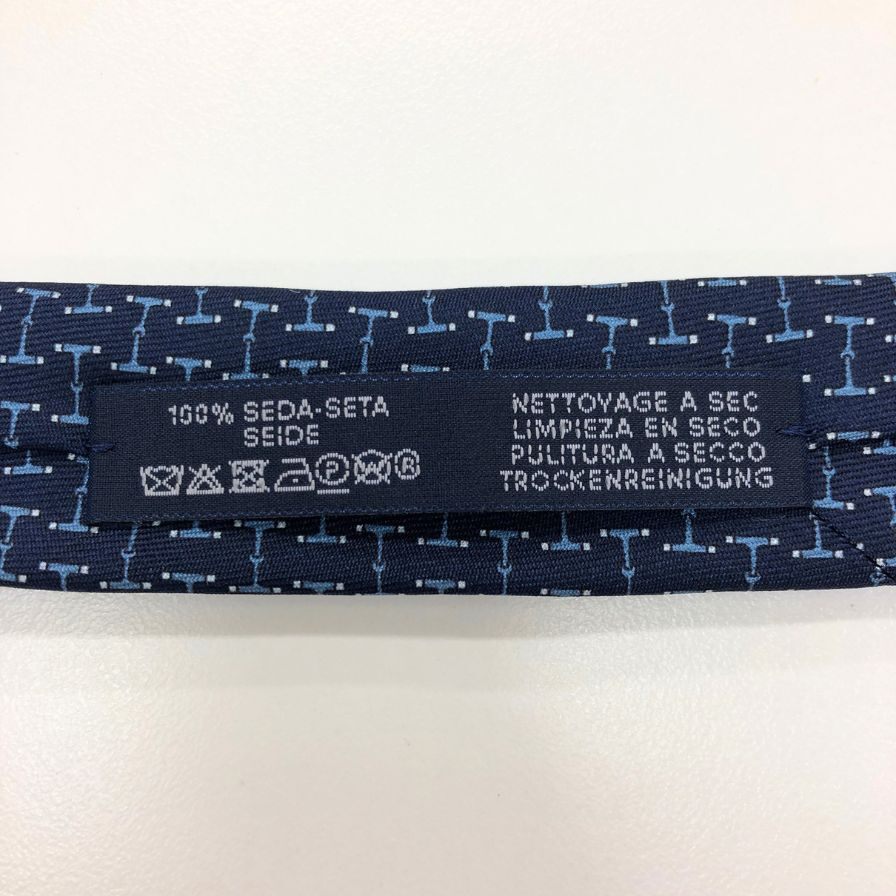 100% SEDA-SETA
SEIDE
P W R
NETTOYAGE A SEC
LIMPIEZA EN SECO
PULITURA A SECCO
TROCKENREINIGUNG